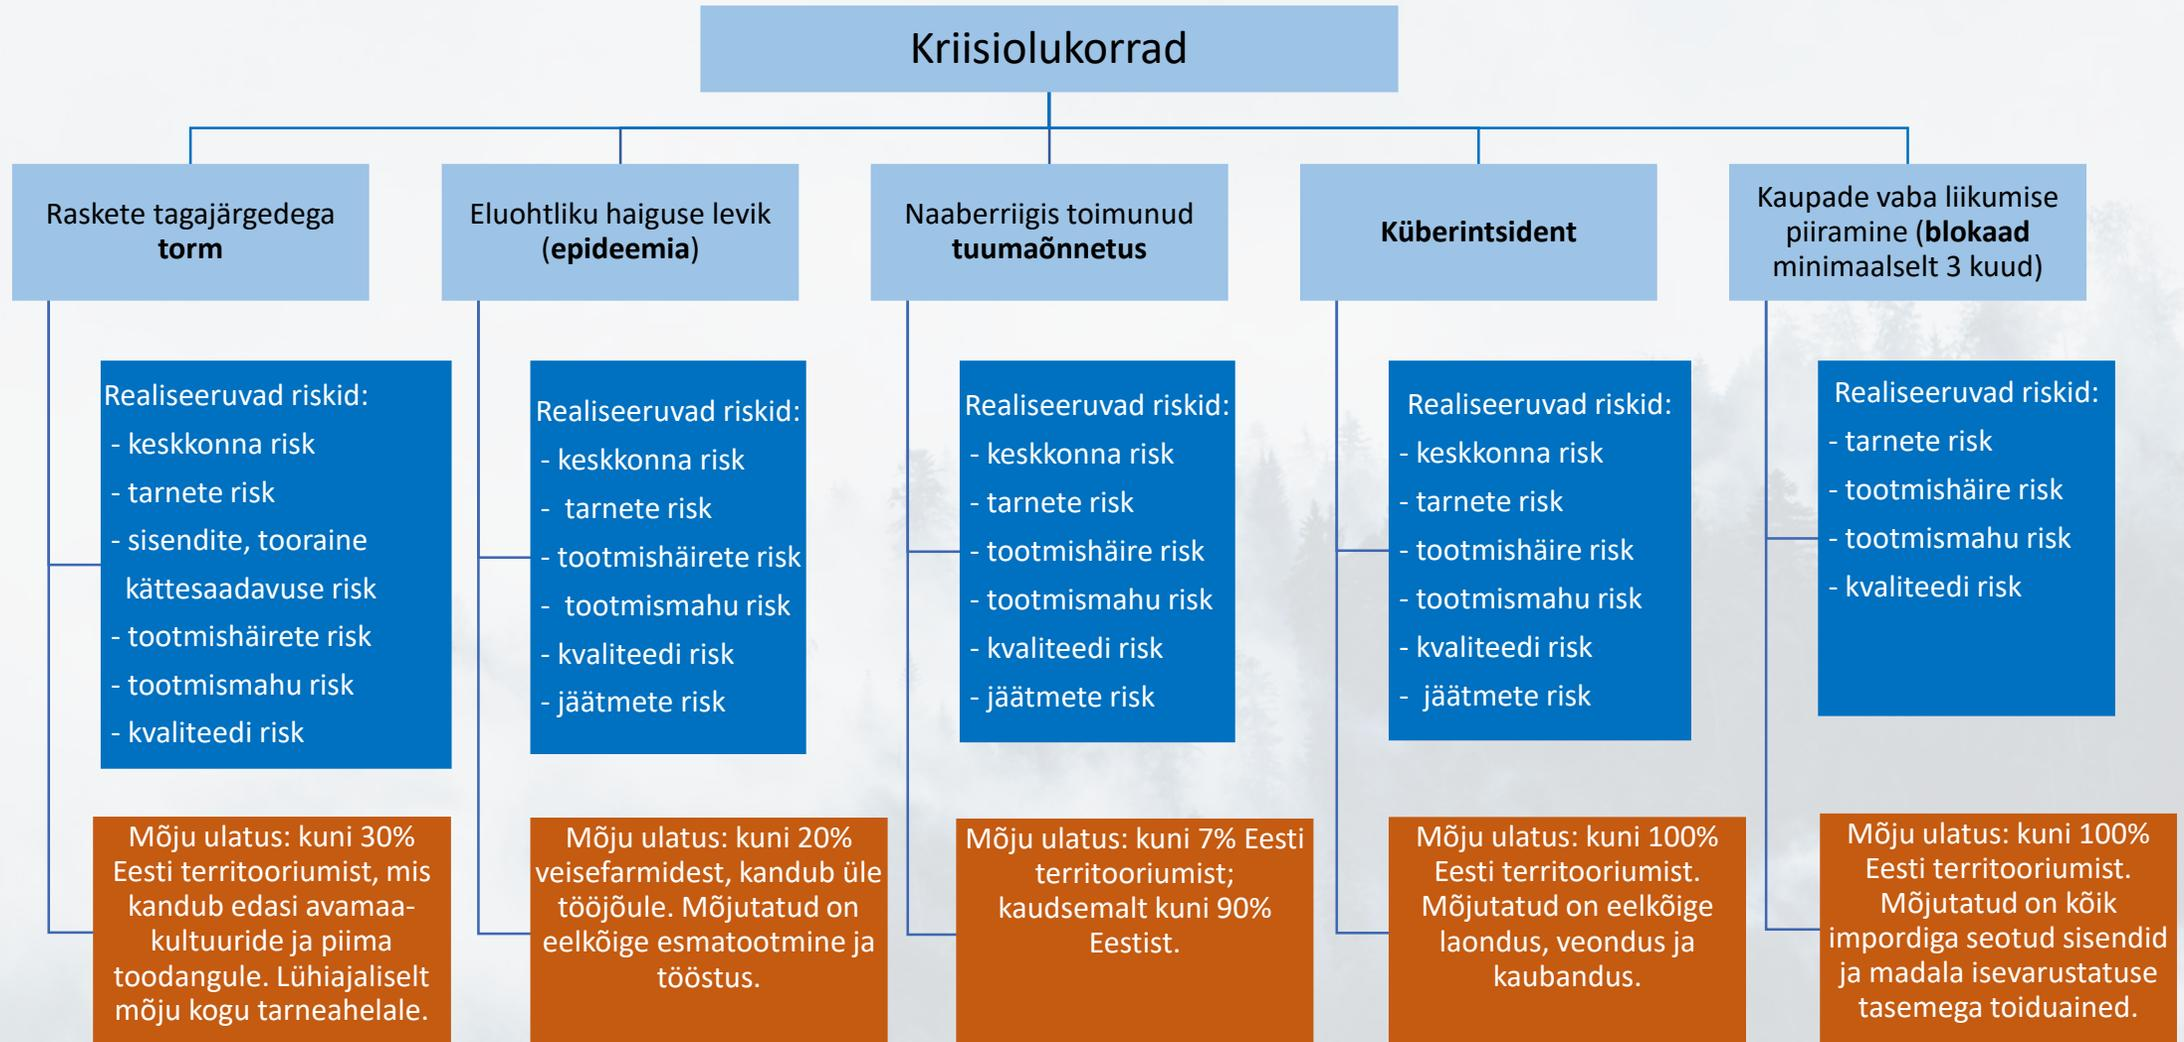 Kriisiolukorrad
Raskete tagajärgedega
torm
Eluohtliku haiguse levik
(epideemia)
Naaberriigis toimunud
tuumaõnnetus
Küberintsident
Kaupade vaba liikumise
piiramine (blokaad
minimaalselt 3 kuud)
Realiseeruvad riskid:
- keskkonna risk
- tarnete risk
- sisendite, tooraine
kättesaadavuse risk
- tootmishäirete risk
- tootmismahu risk
- kvaliteedi risk
Realiseeruvad riskid:
- keskkonna risk
- tarnete risk
- tootmishäirete risk
- tootmismahu risk
- kvaliteedi risk
- jäätmete risk
Realiseeruvad riskid:
- keskkonna risk
- tarnete risk
- tootmishäire risk
- tootmismahu risk
- kvaliteedi risk
- jäätmete risk
Realiseeruvad riskid:
- keskkonna risk
- tarnete risk
- tootmishäire risk
- tootmismahu risk
- kvaliteedi risk
- jäätmete risk
Realiseeruvad riskid:
- tarnete risk
- tootmishäire risk
- tootmismahu risk
- kvaliteedi risk
Mõju ulatus: kuni 30%
Eesti territooriumist, mis
kandub edasi avamaa-
kultuuride ja piima
toodangule. Lühiajaliselt
mõju kogu tarneahelale.
Mõju ulatus: kuni 20%
veisefarmidest, kandub üle
tööjõule. Mõjutatud on
eelkõige esmatootmine ja
tööstus.
Mõju ulatus: kuni 7% Eesti
territooriumist;
kaudsemalt kuni 90%
Eestist.
Mõju ulatus: kuni 100%
Eesti territooriumist.
Mõjutatud on eelkõige
laondus, veondus ja
kaubandus.
Mõju ulatus: kuni 100%
Eesti territooriumist.
Mõjutatud on kõik
impordiga seotud sisendid
ja madala isevarustatuse
tasemega toiduained.